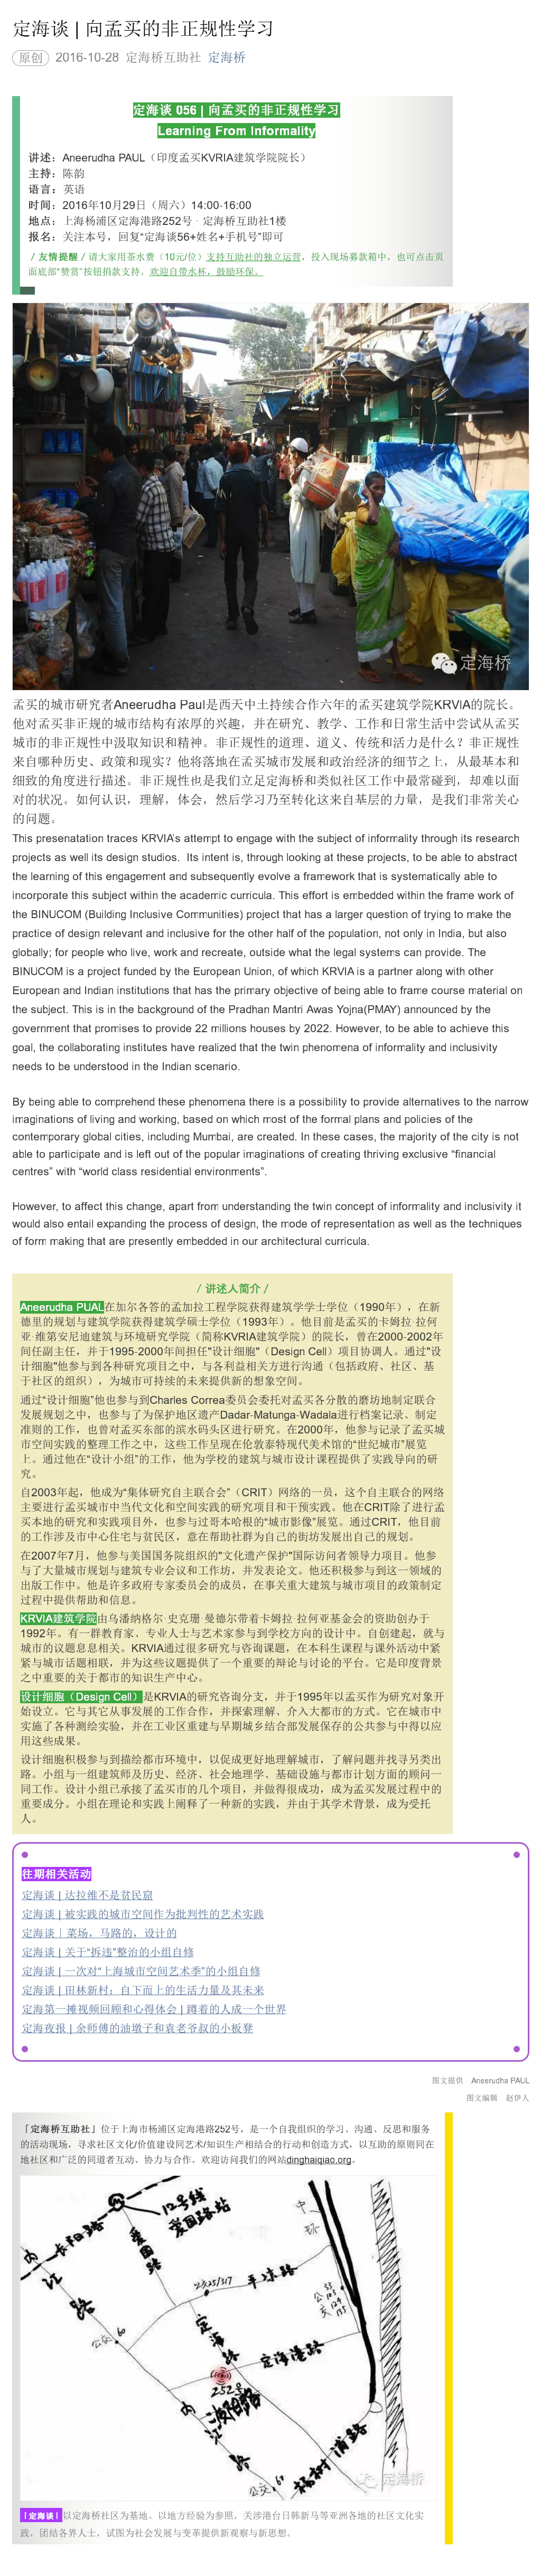 定海谈 | 向孟买的非正规性学习
原创 2016-10-28 定海桥互助社 定海桥
定海谈 056 | 向孟买的非正规性学习
Learning From Informality
讲述：Aneerudha PAUL（印度孟买KVRIA建筑学院院长）
主持：陈韵
语言：英语
时间：2016年10月29日（周六）14:00-16:00
地点：上海杨浦区定海港路252号 · 定海桥互助社1楼
报名：关注本号，回复“定海谈56+姓名+手机号”即可
/ 友情提醒 / 请大家用茶水费（10元/位）支持互助社的独立运营，投入现场募款箱中，也可点击页
面底部“赞赏”按钮捐款支持。欢迎自带水杯，鼓励环保。
定海桥
孟买的城市研究者Aneerudha Paul是西天中土持续合作六年的孟买建筑学院KRVIA的院长。
他对孟买非正规的城市结构有浓厚的兴趣，并在研究、教学、工作和日常生活中尝试从孟买
城市的非正规性中汲取知识和精神。非正规性的道理、道义、传统和活力是什么？非正规性
来自哪种历史、政策和现实？他将落地在孟买城市发展和政治经济的细节之上，从最基本和
细致的角度进行描述。非正规性也是我们立足定海桥和类似社区工作中最常碰到，却难以面
对的状况。如何认识，理解，体会，然后学习乃至转化这来自基层的力量，是我们非常关心
的问题。
This presenatation traces KRVIA's attempt to engage with the subject of informality through its research
projects as well its design studios.  Its intent is, through looking at these projects, to be able to abstract
the learning of this engagement and subsequently evolve a framework that is systematically able to
incorporate this subject within the academic curricula. This effort is embedded within the frame work of
the BINUCOM (Building Inclusive Communities) project that has a larger question of trying to make the
practice of design relevant and inclusive for the other half of the population, not only in India, but also
globally; for people who live, work and recreate, outside what the legal systems can provide. The
BINUCOM is a project funded by the European Union, of which KRVIA is a partner along with other
European and Indian institutions that has the primary objective of being able to frame course material on
the subject. This is in the background of the Pradhan Mantri Awas Yojna(PMAY) announced by the
government that promises to provide 22 millions houses by 2022. However, to be able to achieve this
goal, the collaborating institutes have realized that the twin phenomena of informality and inclusivity
needs to be understood in the Indian scenario.
By being able to comprehend these phenomena there is a possibility to provide alternatives to the narrow
imaginations of living and working, based on which most of the formal plans and policies of the
contemporary global cities, including Mumbai, are created. In these cases, the majority of the city is not
able to participate and is left out of the popular imaginations of creating thriving exclusive “financial
centres” with “world class residential environments”.
However, to affect this change, apart from understanding the twin concept of informality and inclusivity it
would also entail expanding the process of design, the mode of representation as well as the techniques
of form making that are presently embedded in our architectural curricula.
/ 讲述人简介 /
Aneerudha PUAL在加尔各答的孟加拉工程学院获得建筑学学士学位（1990年），在新
德里的规划与建筑学院获得建筑学硕士学位（1993年）。他目前是孟买的卡姆拉·拉何
亚·维第安尼迪建筑与环境研究学院（简称KVRIA建筑学院）的院长，曾在2000-2002年
间任副主任，并于1995-2000年间担任“设计细胞”（Design Cell）项目协调人。通过“设
计细胞”他参与到各种研究项目之中，与各利益相关方进行沟通（包括政府、社区、基
于社区的组织），为城市环境提供新的想象空间。
通过“设计细胞”他也参与到Charles Correa委员会委托对孟买各分散的磨坊地制定联合
发展规划之中，也参与了为保护地区遗产Dadar-Matunga-Wadala进行档案记录、制定
准则的工作，也曾对孟买东部的滨水码头区进行研究。在2000年，他参与记录了孟买城
市空间实践的整理工作之中，这些工作呈现在伦敦泰特现代美术馆的“世纪城市”展览
上。通过他在“设计小组”的工作，他为学校的建筑与城市设计课程提供了实践导向的研
究。
自2003年起，他成为“集体研究自主联合会”（CRIT）网络的一员，这个自主联合的网络
主要进行孟买城市中当代文化和空间实践的研究项目和干预实践。他在CRIT除了进行孟
买本地的研究和实践项目外，也参与过哥本哈根的“城市影像”展览。通过CRIT，他目前
的工作涉及市中心住宅与贫民区，意在帮助社群为自己的街坊发展出自己的规划。
在2007年7月，他参与美国国务院组织的"文化遗产保护"国际访问者领导力项目。他参
与了大量城市规划与建筑专业会议和工作坊，并发表论文。他还积极参与到这一领域的
出版工作中。他是许多政府专家委员会的成员，在事关重大建筑与城市项目的政策制定
过程中提供帮助和信息。
KRVIA建筑学院由乌潘纳格尔·史克珊·曼德尔带着卡姆拉·拉何亚基金会的资助创办于
1992年。有一群教育家、专业人士与艺术家参与到学校方向的设计中。自创建起，就与
城市的议题息息相关。KRVIA通过很多研究与咨询课题，在本科生课程与课外活动中紧
紧与城市话题相联，并为这些议题提供了一个重要的辩论与讨论的平台。它是印度背景
之中重要的关于都市的知识生产中心。
设计细胞（Design Cell）是KRVIA的研究咨询分支，并于1995年以孟买作为研究对象开
始设立。它与其它从事发展的工作合作，并探索理解、介入大都市的方式。它在城市中
实施了各种测绘实验，并在工业区重建与早期城乡结合部发展保存的公共参与中得以应
用这些成果。
设计细胞积极参与到描绘都市环境中，以促成更好地理解城市，了解问题并找寻另类出
路。小组与一组建筑师及历史、经济、社会地理学、基础设施与都市计划方面的顾问一
同工作。设计小组已承接了孟买市的几个项目，并做得很成功，成为孟买发展过程中的
重要成分。小组在理论和实践上阐释了一种新的实践，并由于其学术背景，成为受托
人。
往期相关活动
定海谈 | 达拉维不是贫民窟
定海谈 | 被实践的城市空间作为批判性的艺术实践
定海谈｜菜场，马路的，设计的
定海谈 | 关于“拆违”整治的小组自修
定海谈 | 一次对“上海城市空间艺术季”的小组自修
定海谈 | 田林新村：自下而上的生活力量及其未来
定海第一摊视频回顾和心得体会 | 蹲着的人成一个世界
定海夜报 | 余师傅的油墩子和袁老爷叔的小板凳
图文提供 Aneerudha PAUL
图文编辑 赵伊人
「定海桥互助社」位于上海市杨浦区定海港路252号，是一个自我组织的学习、沟通、反思和服务
的活动现场，寻求社区文化/价值建设同艺术/知识生产相结合的行动和创造方式，以互助的原则同在
地社区和广泛的同道者互动、协力与合作。欢迎访问我们的网站dinghaiqiao.org。
12号线
爱国路站
长阳路
内江路
爱国路
中环
平凉路
公交
定海路
定海港路
252号
内江
波阳路
杨树浦路
公交
定海桥
「定海谈」以定海桥社区为基地、以地方经验为参照，关涉港台日韩新马等亚洲各地的社区文化实
践，团结各界人士，试图为社会发展与变革提供新观察与新思想。